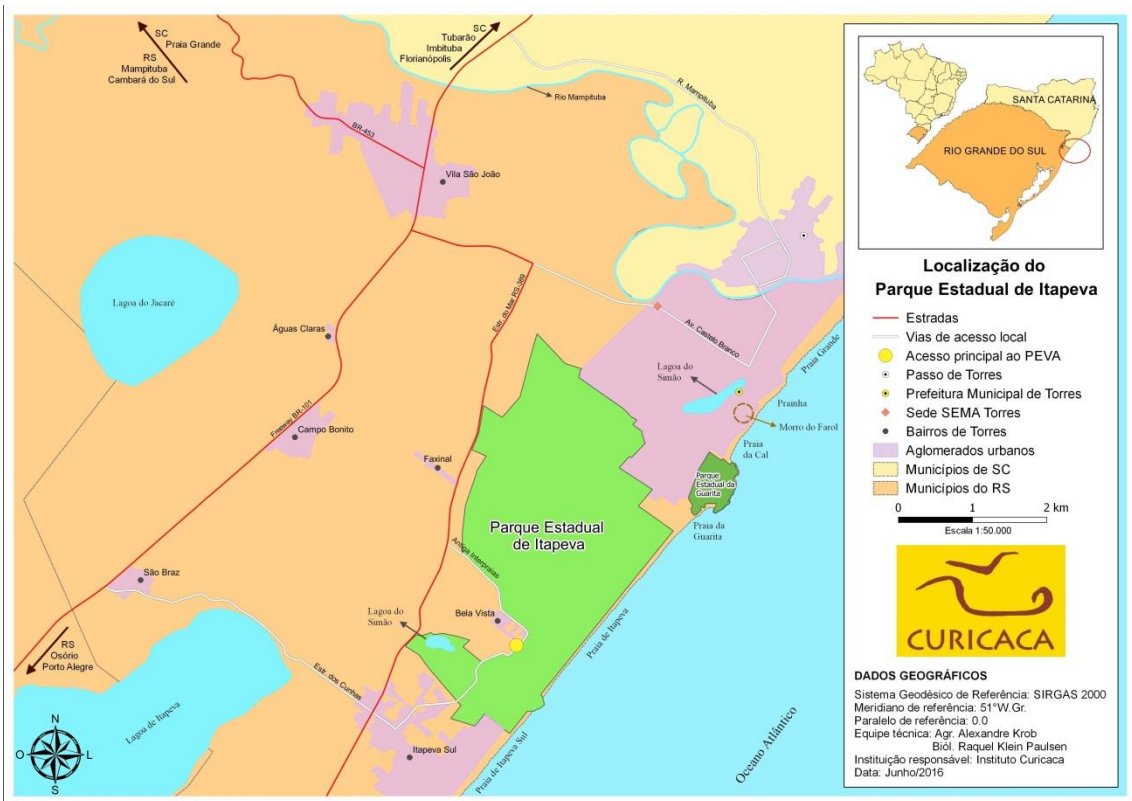 SC
Praia Grande
RS
Mampituba
Cambará do Sul
SC
Tubarão
Imbituba
Florianópolis
R. Mampituba
Rio Mampituba
BR-453
Vila São João
Lagoa do Jacaré
Águas Claras
Estr. do Mar RS-389
Av. Castelo Branco
Praia Grande
Lagoa do
Simão
Prainha
Morro do Farol
Praia
da Cal
Freeway BR-101
Campo Bonito
Faxinal
Parque
Estadual da
Guarita
Praia da
Guarita
Parque Estadual
de Itapeva
Antiga Interpraias
São Braz
Bela Vista
Lagoa do
Simão
Praia de Itapeva
RS
Osório
Porto Alegre
Estr. dos Cunhas
Lagoa de Itapeva
Itapeva Sul
Praia de Itapeva Sul
Oceano Atlântico
N
O
L
S
SANTA CATARINA
RIO GRANDE DO SUL
Localização do
Parque Estadual de Itapeva
Estradas
Vias de acesso local
Acesso principal ao PEVA
Passo de Torres
Prefeitura Municipal de Torres
Sede SEMA Torres
Bairros de Torres
Aglomerados urbanos
Municípios de SC
Municípios do RS
0 1 2 km
Escala 1:50.000
CURICACA
DADOS GEOGRÁFICOS
Sistema Geodésico de Referência: SIRGAS 2000
Meridiano de referência: 51°W.Gr.
Paralelo de referência: 0.0
Equipe técnica: Agr. Alexandre Krob
Biól. Raquel Klein Paulsen
Instituição responsável: Instituto Curicaca
Data: Junho/2016